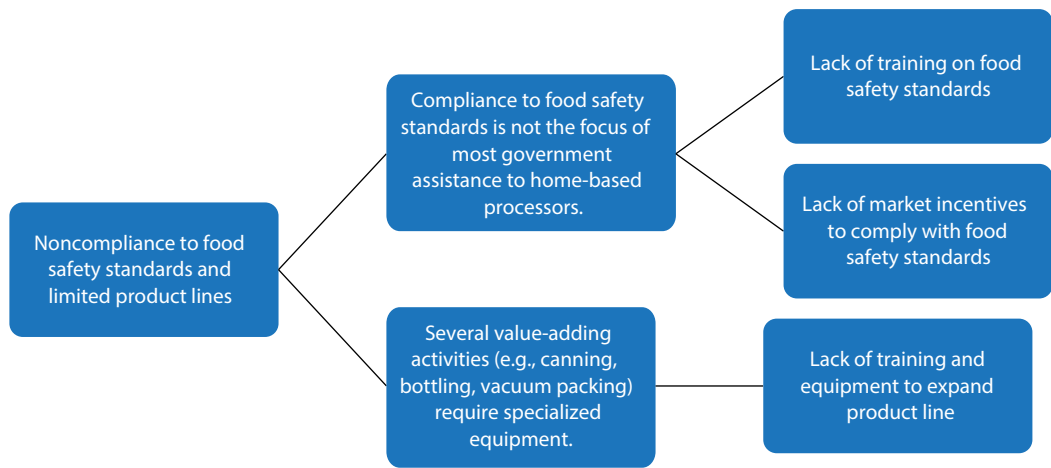 Noncompliance to food
safety standards and
limited product lines
Compliance to food safety
standards is not the focus of
most government
assistance to home-based
processors.
Several value-adding
activities (e.g., canning,
bottling, vacuum packing)
require specialized
equipment.
Lack of training on food
safety standards
Lack of market incentives
to comply with food
safety standards
Lack of training and
equipment to expand
product line